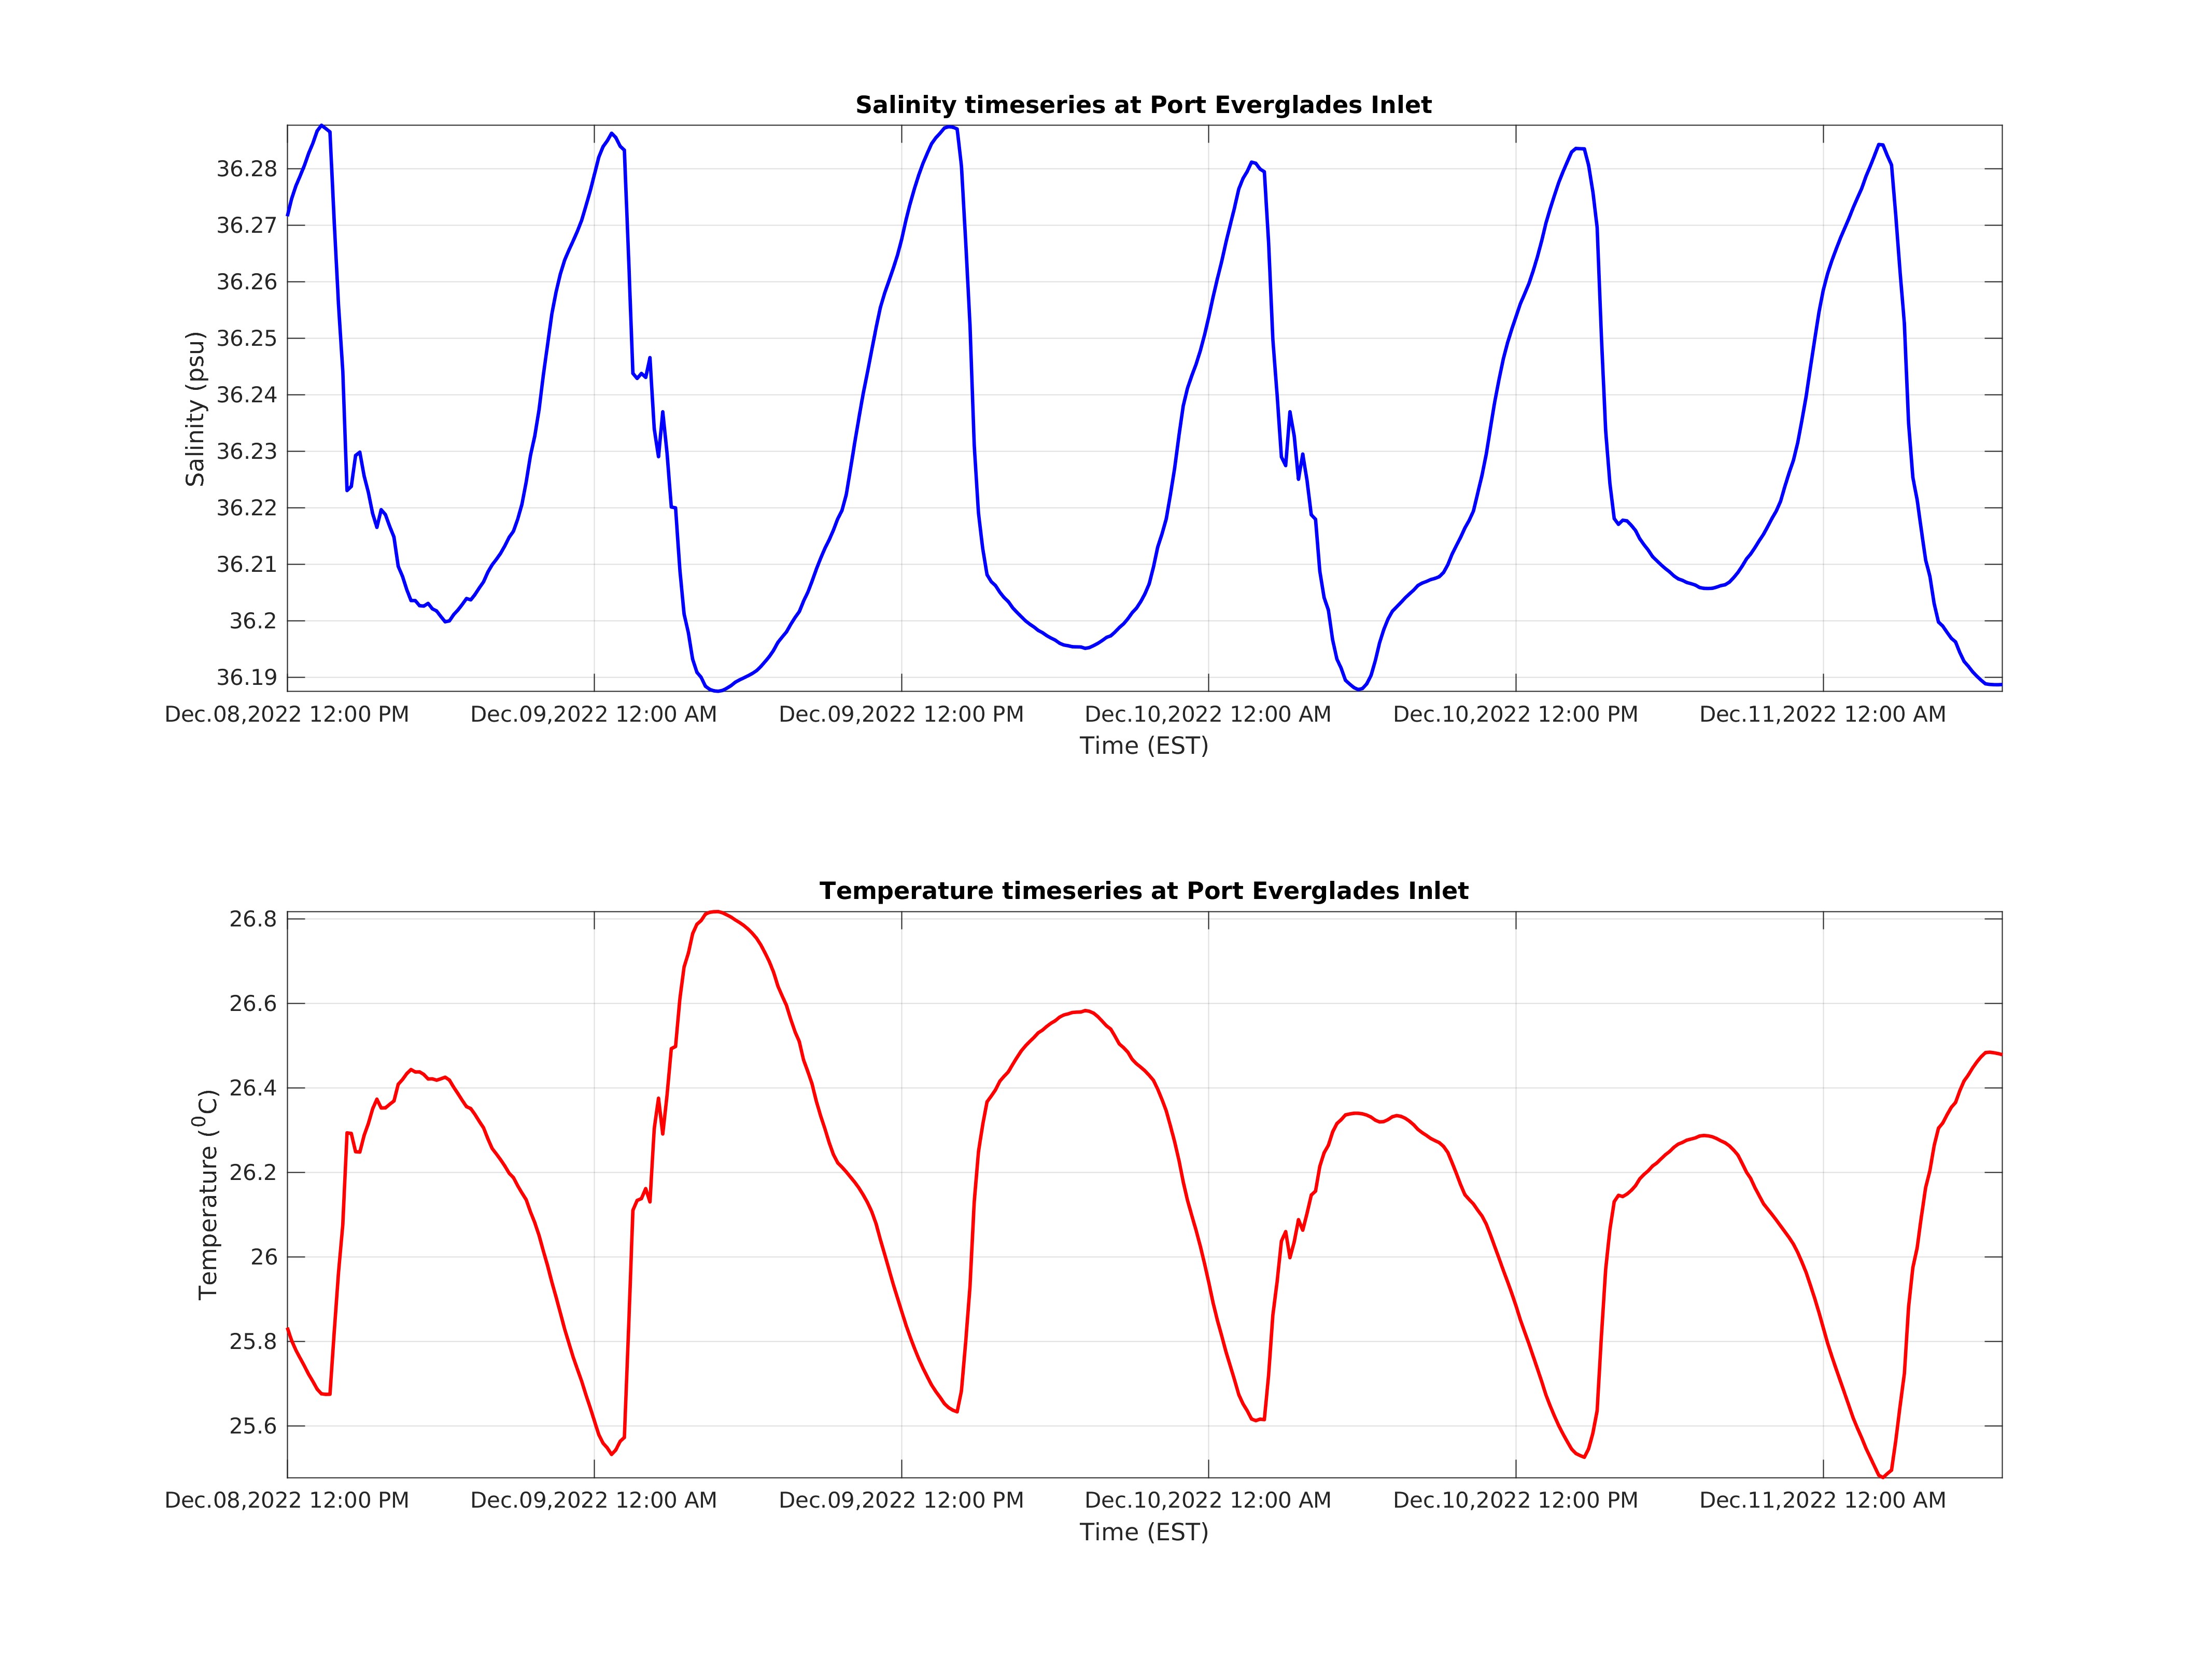 Salinity timeseries at Port Everglades Inlet
36.28
36.27
36.26
36.25
36.24
36.23
36.22
36.21
36.2
36.19
Salinity (psu)
Dec.08,2022 12:00 PM Dec.09,2022 12:00 AM Dec.09,2022 12:00 PM Dec.10,2022 12:00 AM Dec.10,2022 12:00 PM Dec.11,2022 12:00 AM
Time (EST)
Temperature timeseries at Port Everglades Inlet
26.8
26.6
26.4
26.2
26
25.8
25.6
Temperature (⁰C)
Dec.08,2022 12:00 PM Dec.09,2022 12:00 AM Dec.09,2022 12:00 PM Dec.10,2022 12:00 AM Dec.10,2022 12:00 PM Dec.11,2022 12:00 AM
Time (EST)